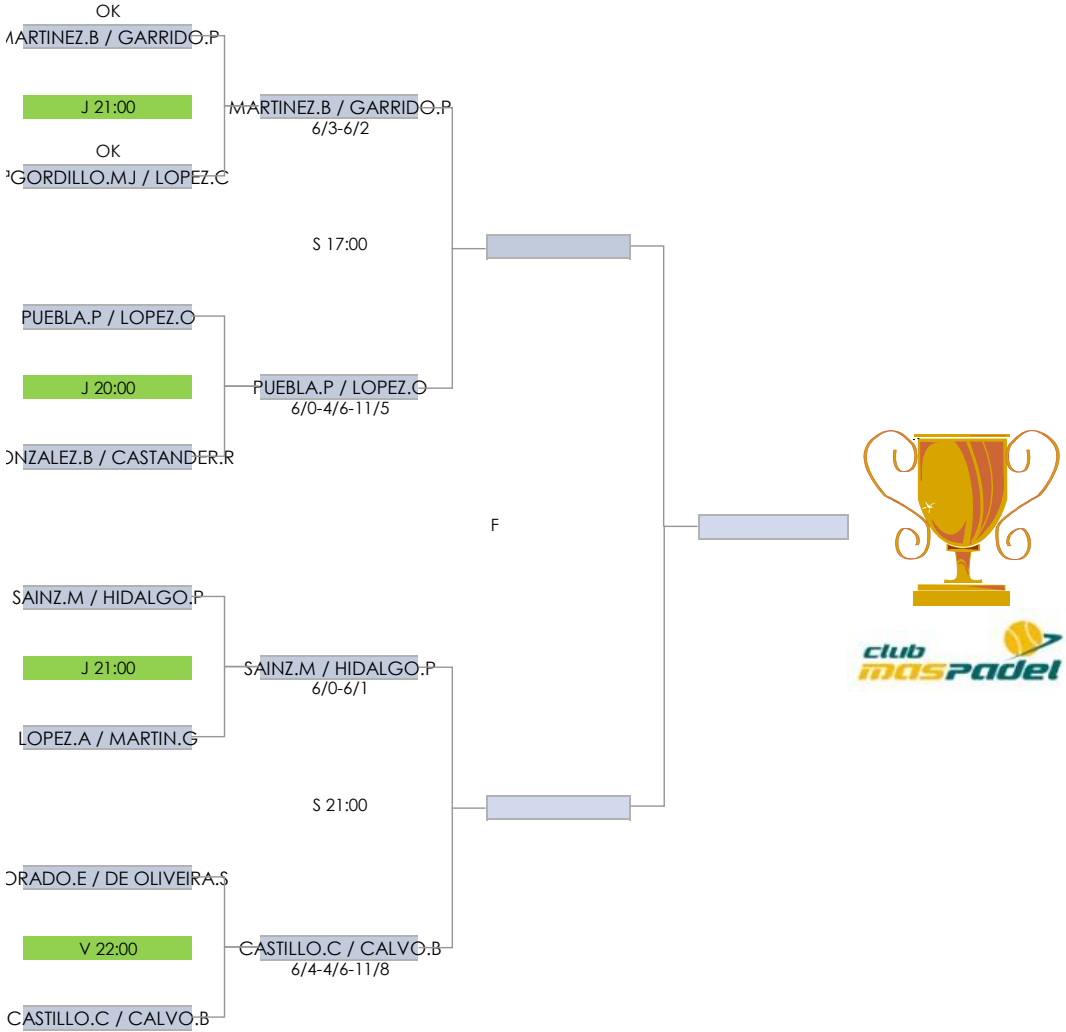 OK
MARTINEZ.B / GARRIDO.P
J 21:00
MARTINEZ.B / GARRIDO.P
6/3-6/2
OK
GORDILLO.MJ / LOPEZ.C
S 17:00
PUEBLA.P / LOPEZ.O
J 20:00
PUEBLA.P / LOPEZ.O
6/0-4/6-11/5
ONZALEZ.B / CASTANDER.R
F
SAINZ.M / HIDALGO.P
J 21:00
SAINZ.M / HIDALGO.P
6/0-6/1
LOPEZ.A / MARTIN.G
S 21:00
ORADO.E / DE OLIVEIRA.S
V 22:00
CASTILLO.C / CALVO.B
6/4-4/6-11/8
CASTILLO.C / CALVO.B
club
maspadel